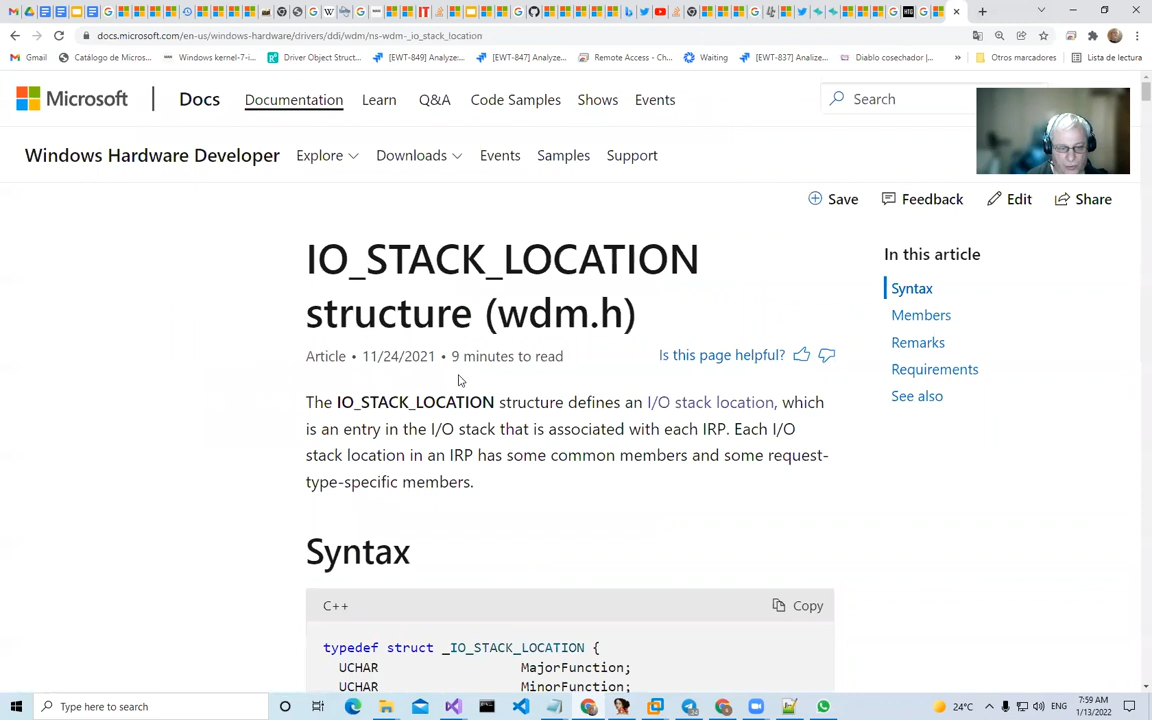 docs.microsoft.com/en-us/windows-hardware/drivers/ddi/wdm/ns-wdm-_io_stack_location
Gmail
Catálogo de Micros...
Windows kernel-7-i...
Driver Object Struct...
[EWT-849] Analyze:...
[EWT-847] Analyze...
Remote Access - Ch...
Waiting
[EWT-837] Analize...
Diablo cosechador |...
»
Otros marcadores
Lista de lectura
Microsoft
Docs
Documentation
Learn
Q&A
Code Samples
Shows
Events
Search
Windows Hardware Developer
Explore
Downloads
Events
Samples
Support
Save
Feedback
Edit
Share
IO_STACK_LOCATION
structure (wdm.h)
Article • 11/24/2021 • 9 minutes to read
Is this page helpful?
In this article
Syntax
Members
Remarks
Requirements
See also
The IO_STACK_LOCATION structure defines an I/O stack location, which
is an entry in the I/O stack that is associated with each IRP. Each I/O
stack location in an IRP has some common members and some request-
type-specific members.
Syntax
C++
Copy
typedef struct _IO_STACK_LOCATION {
UCHAR MajorFunction;
UCHAR MinorFunction;
Type here to search
24°C
ENG
7:59 AM
1/13/2022